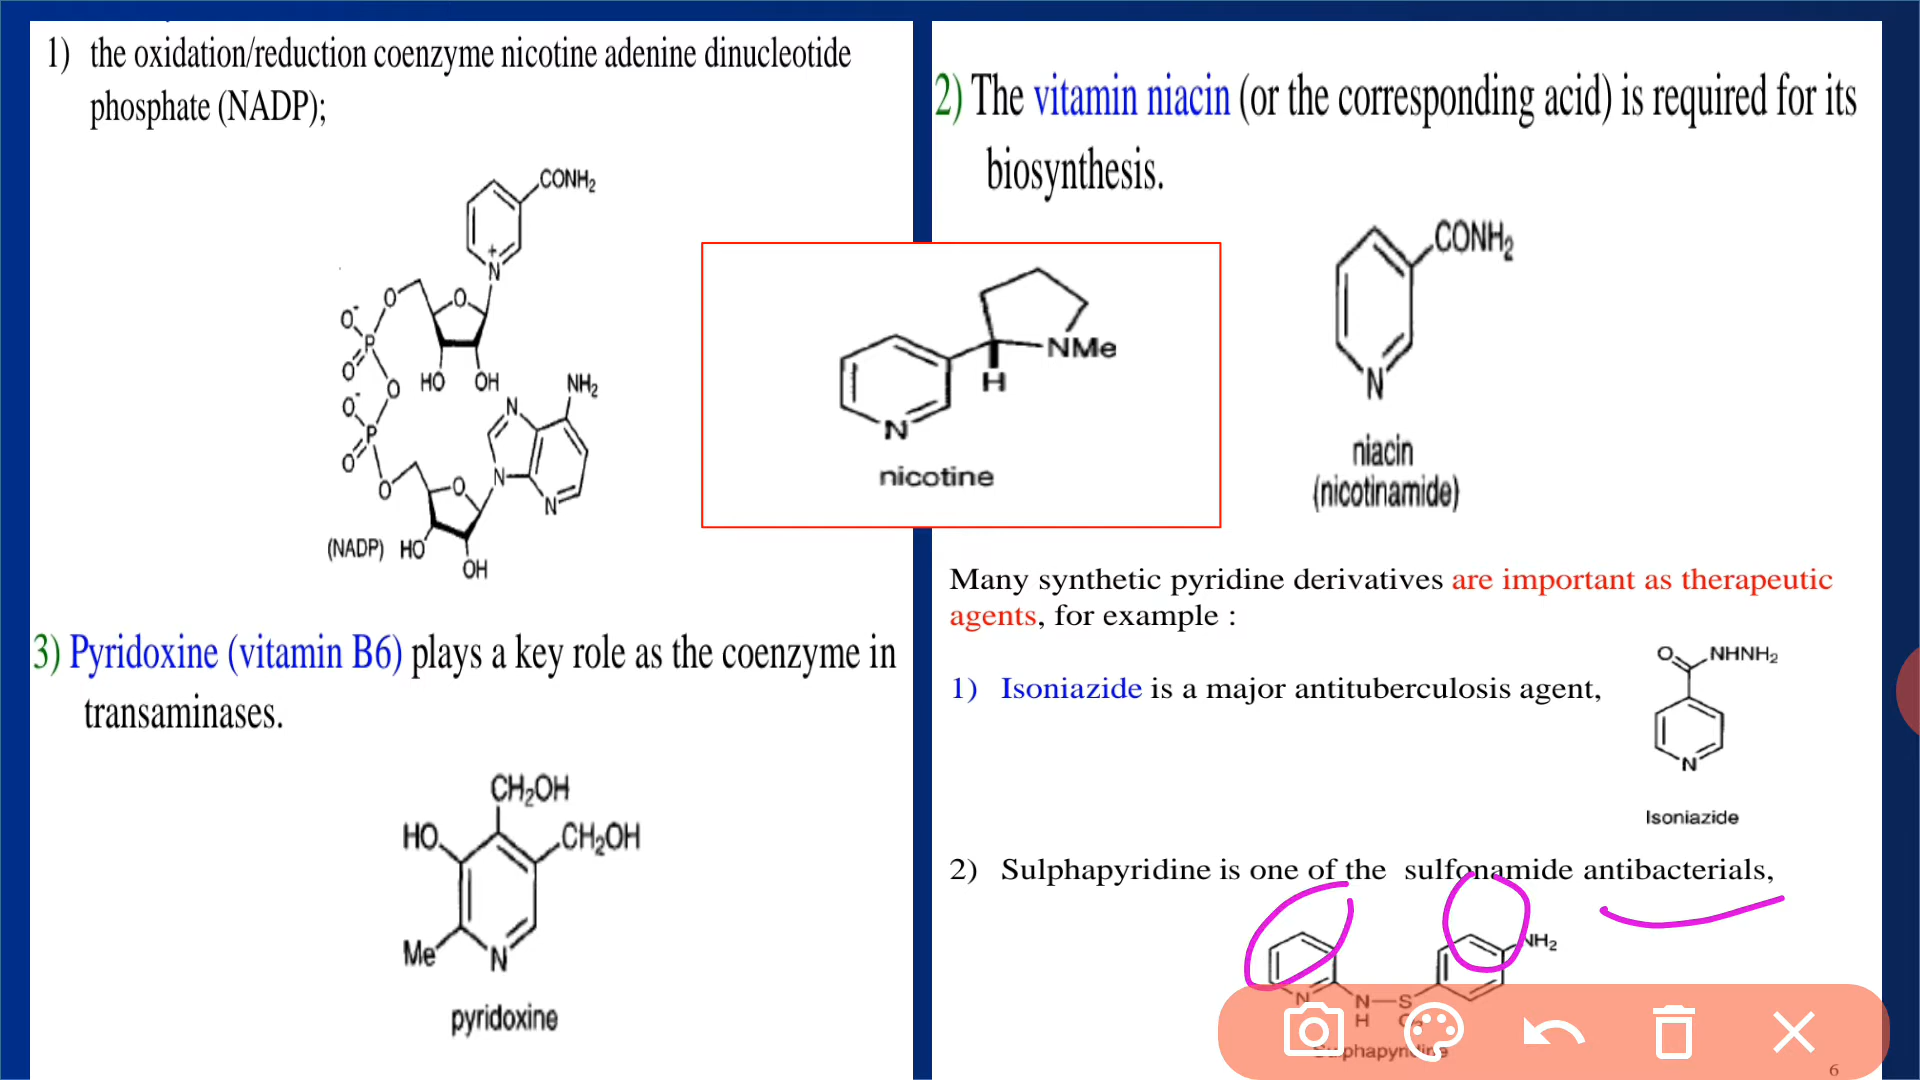 1) the oxidation/reduction coenzyme nicotine adenine dinucleotide
phosphate (NADP);
CONH2
+
N
O
O
O-
P
O
HO
OH
O
O-
P
O
O
NH2
N
N
N
O
(NADP)
HO
OH
3) Pyridoxine (vitamin B6) plays a key role as the coenzyme in
transaminases.
CH2OH
HO
CH2OH
Me
N
pyridoxine
NMe
H
N
nicotine
2) The vitamin niacin (or the corresponding acid) is required for its
biosynthesis.
CONH2
N
niacin
(nicotinamide)
Many synthetic pyridine derivatives are important as therapeutic
agents, for example :
1) Isoniazide is a major antituberculosis agent,
O
NHNH2
N
Isoniazide
2) Sulphapyridine is one of the sulfonamide antibacterials,
NH2
N
N
H
S
Sulphapyridine
6